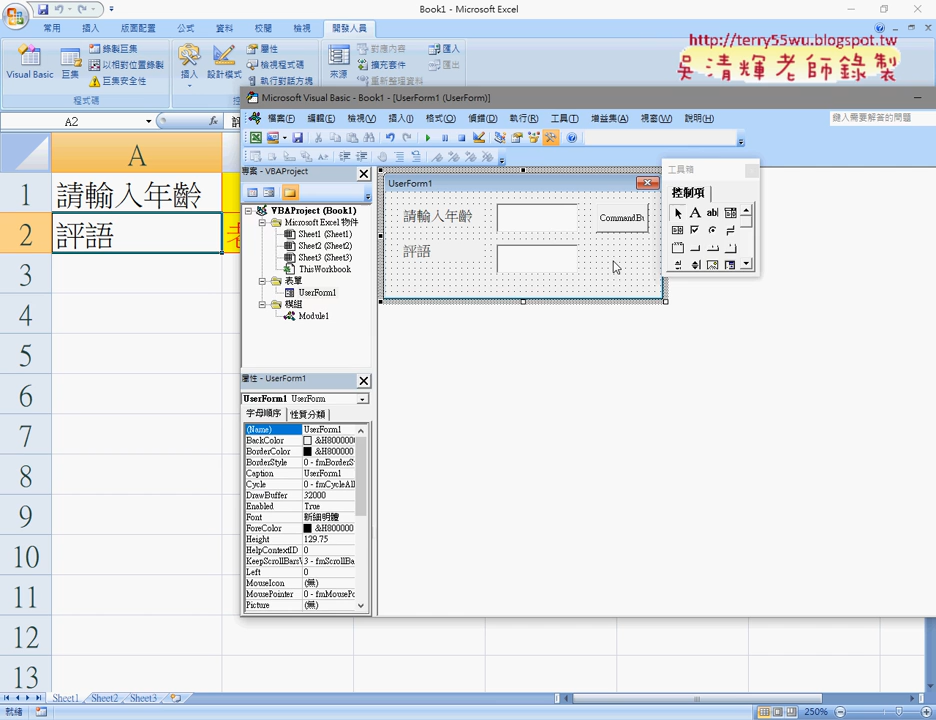 Book1 - Microsoft Excel
常用 插入 版面配置 公式 資料 校閱 檢視 開發人員
http://terry55wu.blogspot.tw
吳清輝老師錄製
Visual Basic
巨集
錄製巨集
以相對位置錄製
巨集安全性
程式碼
插入
設計模式
屬性
檢視程式碼
執行對話方塊
來源
對應內容
擴充套件
重新整理資料
匯入
匯出
A2
fx
Microsoft Visual Basic - Book1 - [UserForm1 (UserForm)]
檔案(F) 編輯(E) 檢視(V) 插入(I) 格式(O) 偵錯(D) 執行(R) 工具(T) 增益集(A) 視窗(W) 說明(H)
鍵入需要解答的問題
A
1 請輸入年齡
2 評語
3
4
5
6
7
8
9
10
11
12
13
專案 - VBAProject
VBAProject (Book1)
Microsoft Excel 物件
Sheet1 (Sheet1)
Sheet2 (Sheet2)
Sheet3 (Sheet3)
ThisWorkbook
表單
UserForm1
模組
Module1
UserForm1
請輸入年齡
評語
工具箱
控制項
屬性 - UserForm1
UserForm1 UserForm
字母順序 性質分類
(Name) UserForm1
BackColor &H800000
BorderColor &H800000
BorderStyle 0 - fmBorderS
Caption UserForm1
Cycle 0 - fmCycleAll
DrawBuffer 32000
Enabled True
Font 新細明體
ForeColor &H800000
Height 129.75
HelpContextID 0
KeepScrollBarsV 3 - fmScrollBa
Left 0
MouseIcon (無)
MousePointer 0 - fmMousePo
Picture (無)
Sheet1 Sheet2 Sheet3
就緒
250%